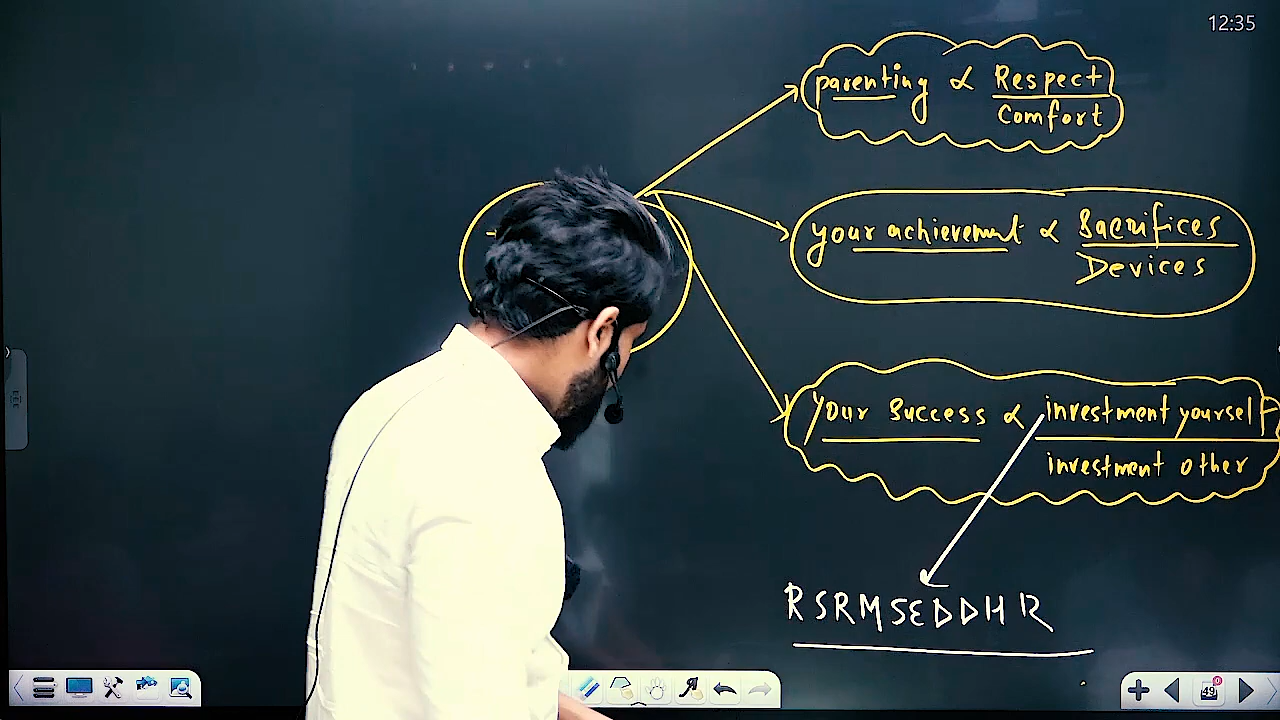 12:35
parenting ∝ Respect
Comfort
your achievement ∝ Sacrifices
Devices
your Success ∝ investment yourself
investment other
RSRMSEDDHR
49